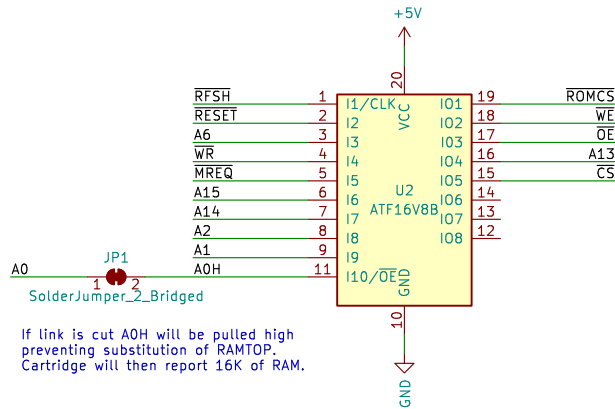 +5V
20
RFSH 1 I1/CLK VCC IO1 19 ROMCS
RESET 2 I2 IO2 18 WE
A6 3 I3 IO3 17 OE
WR 4 I4 IO4 16 A13
MREQ 5 I5 IO5 15 CS
A15 6 I6 U2 IO6 14
A14 7 I7 ATF16V8B IO7 13
A2 8 I8 IO8 12
A1 9 I9
JP1
A0 1 2 A0H 11 I10/OE GND
SolderJumper_2_Bridged
10
If link is cut A0H will be pulled high
preventing substitution of RAMTOP.
Cartridge will then report 16K of RAM.
GND